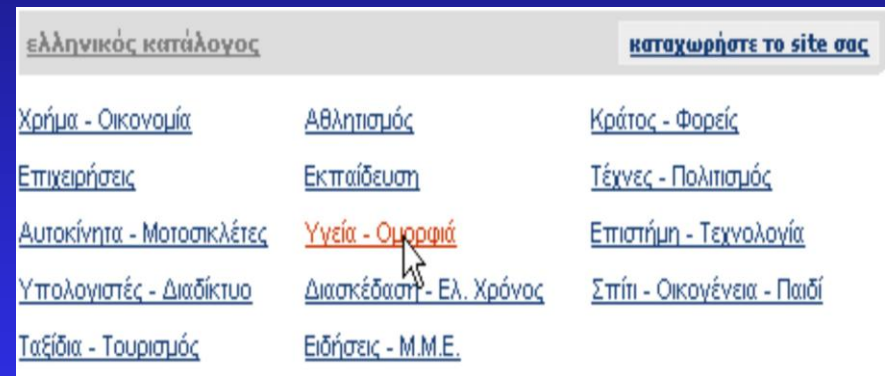 ελληνικός κατάλογος καταχωρήστε το site σας
Χρήμα - Οικονομία Αθλητισμός Κράτος - Φορείς
Επιχειρήσεις Εκπαίδευση Τέχνες - Πολιτισμός
Αυτοκίνητα - Μοτοσικλέτες Υγεία - Ομορφιά Επιστήμη - Τεχνολογία
Υπολογιστές - Διαδίκτυο Διασκέδαση - Ελ. Χρόνος Σπίτι - Οικογένεια - Παιδί
Ταξίδια - Τουρισμός Ειδήσεις - Μ.Μ.Ε.